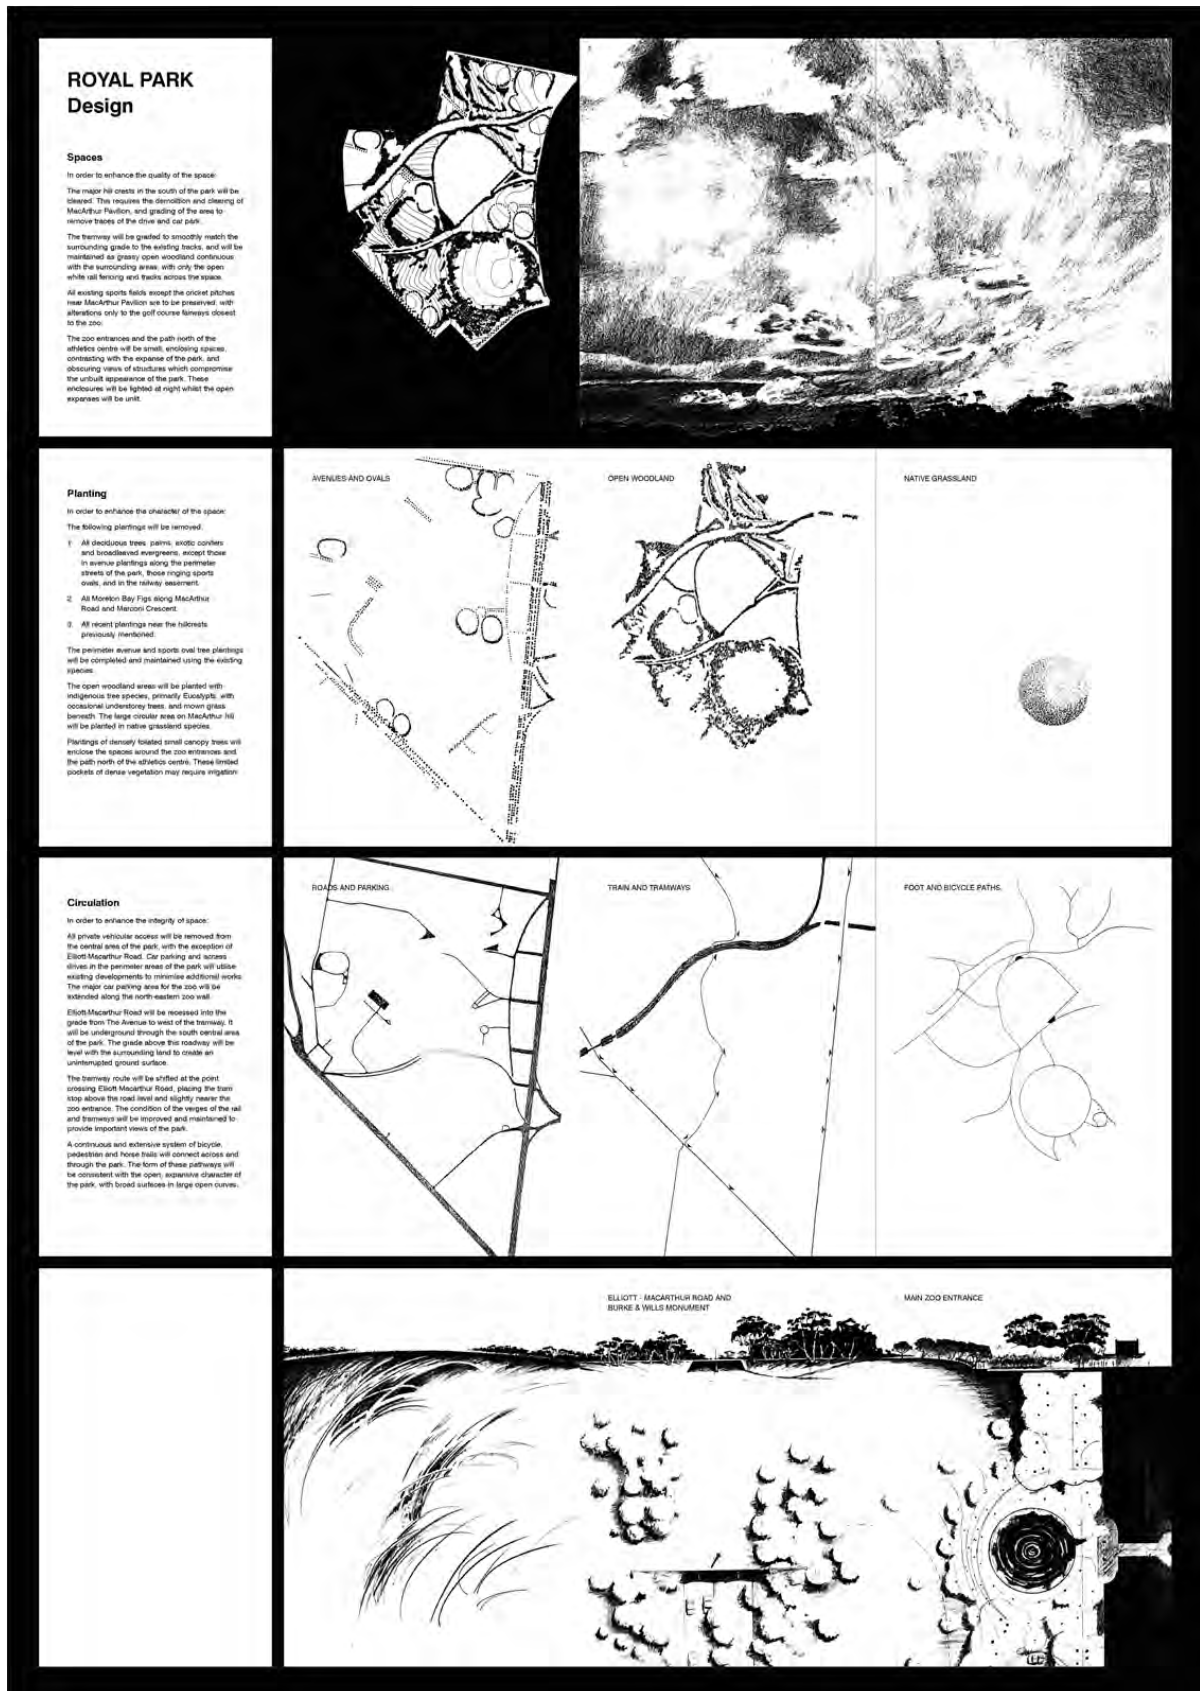 ROYAL PARK
Design
Spaces
In order to enhance the quality of the space:
The major hill crests in the south of the park will be
cleared. This requires the demolition and clearing of
MacArthur Pavilion, and grading of the area to
remove traces of the drive and car park.
The tramway will be graded to smoothly match the
surrounding grade to the existing tracks, and will be
maintained as grassy open woodland continuous
with the surrounding areas, with only the open
white rail fencing and tracks across the space.
All existing sports fields except the cricket pitches
near MacArthur Pavilion are to be preserved, with
alterations only to the golf course fairways closest
to the zoo.
The zoo entrances and the path north of the
athletics centre will be small, enclosing spaces,
contrasting with the expanse of the park, and
obscuring views of structures which compromise
the unbuilt appearance of the park. These
enclosures will be lighted at night whilst the open
expanses will be unlit.
Planting
In order to enhance the character of the space:
The following plantings will be removed:
1. All deciduous trees, palms, exotic conifers
and broadleaved evergreens, except those
in avenue plantings along the perimeter
streets of the park, those ringing sports
ovals, and in the railway easement.
2. All Moreton Bay Figs along MacArthur
Road and Marconi Crescent.
3. All recent plantings near the hillcrests
previously mentioned.
The perimeter avenue and sports oval tree plantings
will be completed and maintained using the existing
species.
The open woodland areas will be planted with
indigenous tree species, primarily Eucalypts, with
occasional understorey trees, and mown grass
beneath. The large circular area on MacArthur hill
will be planted in native grassland species.
Plantings of densely foliated small canopy trees will
enclose the spaces around the zoo entrances and
the path north of the athletics centre. These limited
pockets of dense vegetation may require irrigation.
AVENUES AND OVALS
OPEN WOODLAND
NATIVE GRASSLAND
Circulation
In order to enhance the integrity of space:
All private vehicular access will be removed from
the central area of the park, with the exception of
Elliott-Macarthur Road. Car parking and access
drives in the perimeter areas of the park will utilise
existing developments to minimise additional works.
The major car parking area for the zoo will be
extended along the north-eastern zoo wall.
Elliott-Macarthur Road will be recessed into the
grade from The Avenue to west of the tramway. It
will be underground through the south central area
of the park. The grade above this roadway will be
level with the surrounding land to create an
uninterrupted ground surface.
The tramway route will be shifted at the point
crossing Elliott Macarthur Road, placing the tram
stop above the road level and slightly nearer the
zoo entrance. The condition of the verges of the rail
and tramways will be improved and maintained to
provide important views of the park.
A continuous and extensive system of bicycle,
pedestrian and horse trails will connect across and
through the park. The form of these pathways will
be consistent with the open, expansive character of
the park, with broad surfaces in large open curves.
ROADS AND PARKING
TRAIN AND TRAMWAYS
FOOT AND BICYCLE PATHS
ELLIOTT - MACARTHUR ROAD AND
BURKE & WILLS MONUMENT
MAIN ZOO ENTRANCE